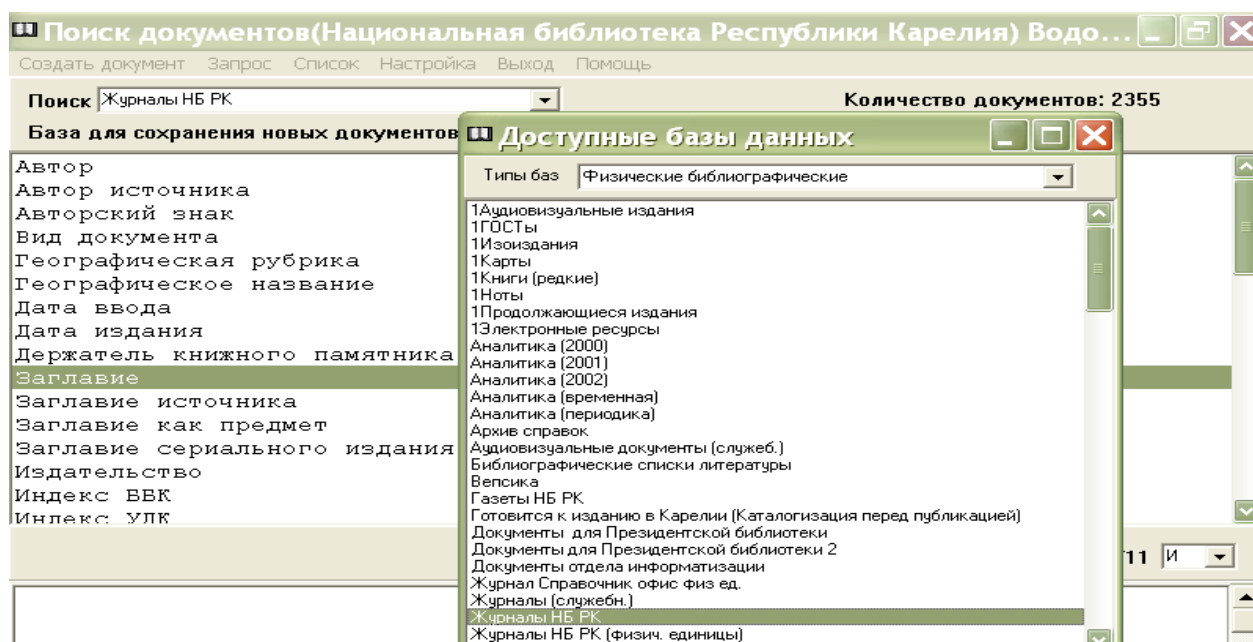 Поиск документов(Национальная библиотека Республики Карелия) Водо...
Создать документ Запрос Список Настройка Выход Помощь
Поиск Журналы НБ РК Количество документов: 2355
База для сохранения новых документов
Автор
Автор источника
Авторский знак
Вид документа
Географическая рубрика
Географическое название
Дата ввода
Дата издания
Держатель книжного памятника
Заглавие
Заглавие источника
Заглавие как предмет
Заглавие сериального издания
Издательство
Индекс ББК
Индекс УДК
Доступные базы данных
Типы баз Физические библиографические
1Аудиовизуальные издания
1ГОСТы
1Изоиздания
1Карты
1Книги (редкие)
1Ноты
1Продолжающиеся издания
1Электронные ресурсы
Аналитика (2000)
Аналитика (2001)
Аналитика (2002)
Аналитика (временная)
Аналитика (периодика)
Архив справок
Аудиовизуальные документы (служеб.)
Библиографические списки литературы
Вепсика
Газеты НБ РК
Готовится к изданию в Карелии (Каталогизация перед публикацией)
Документы для Президентской библиотеки
Документы для Президентской библиотеки 2
Документы отдела информатизации
Журнал Справочник офис физ ед.
Журналы (служебн.)
Журналы НБ РК
Журналы НБ РК (физич. единицы)
11 И